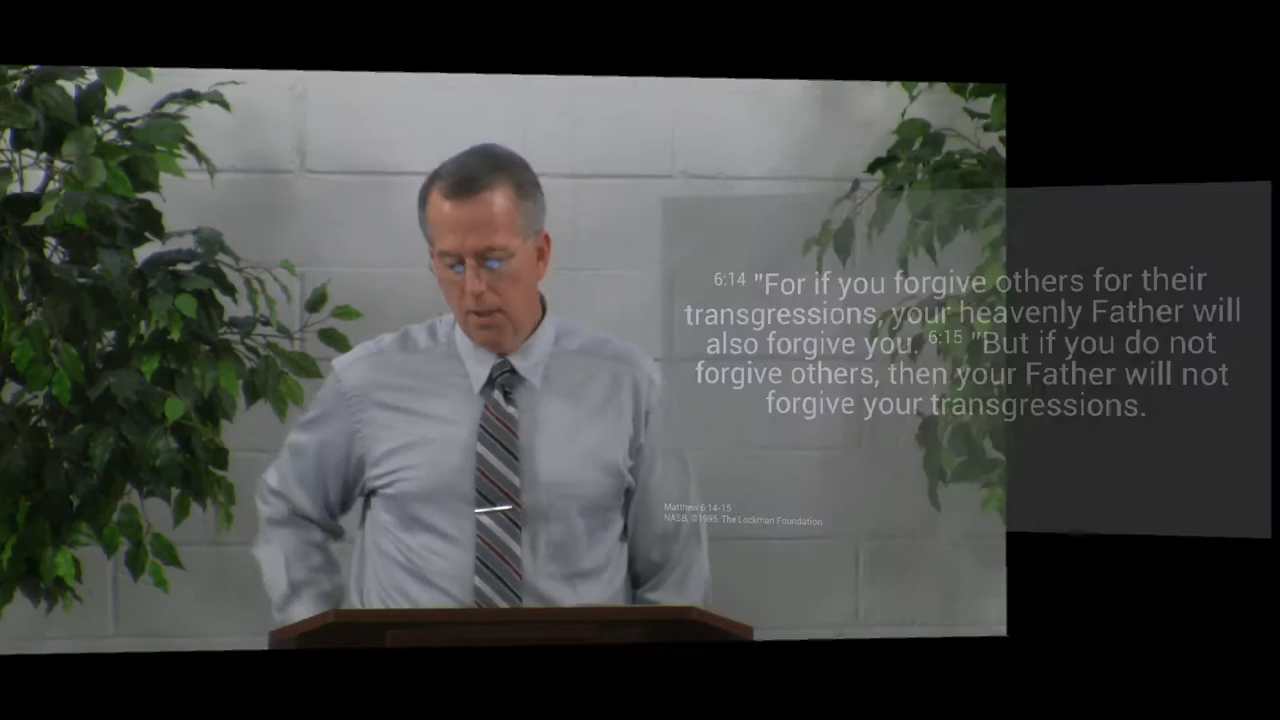 6:14 "For if you forgive others for their
transgressions, your heavenly Father will
also forgive you. 6:15 "But if you do not
forgive others, then your Father will not
forgive your transgressions.
Matthew 6:14-15
NASB, ©1995. The Lockman Foundation